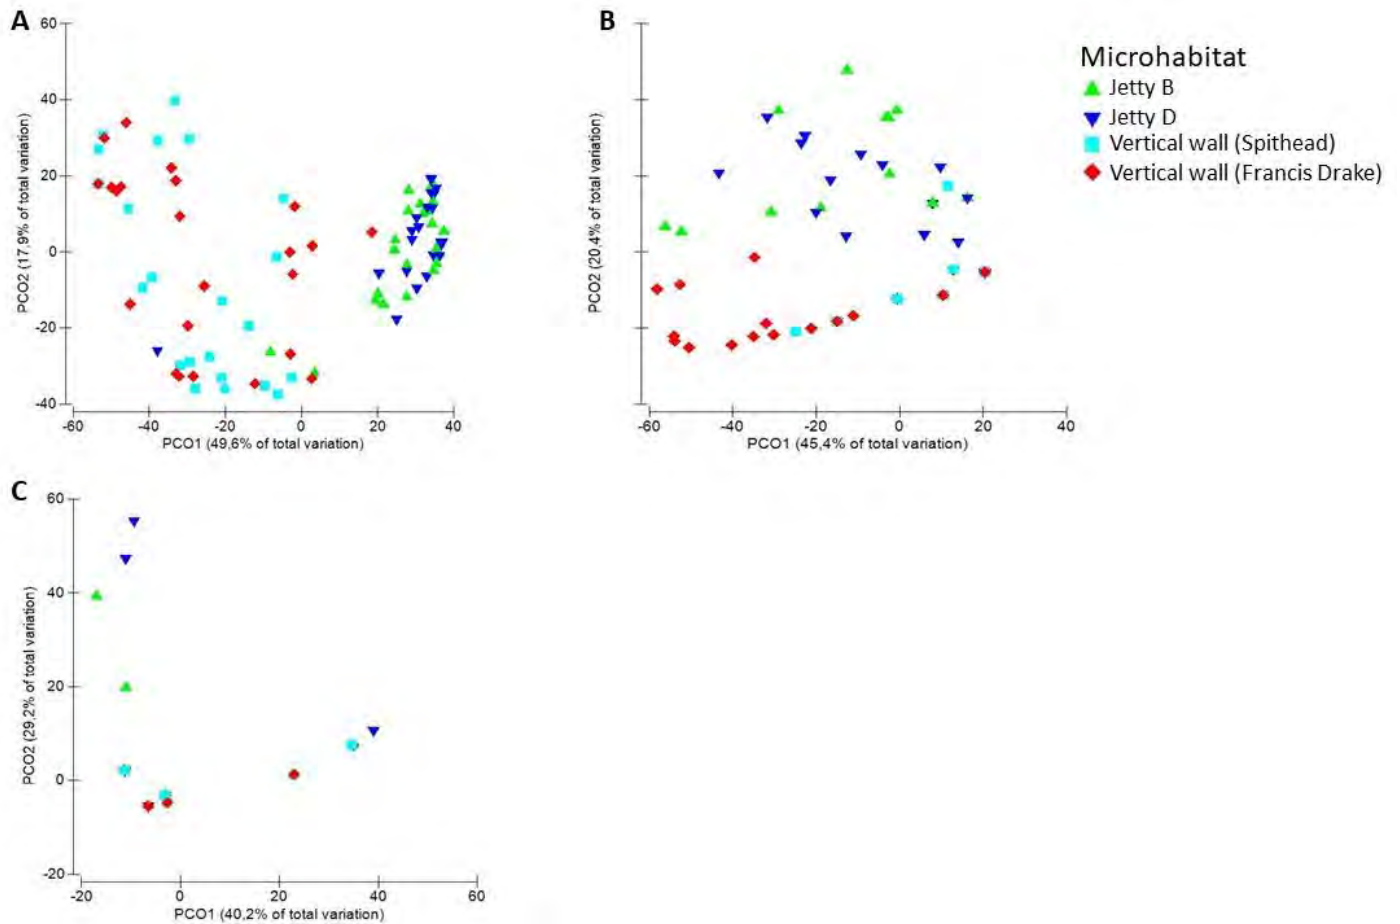 A
60
40
20
0
-20
-40
PCO2 (17,9% of total variation)
-60
-40
-20
0
20
40
PCO1 (49,6% of total variation)
B
PCO2 (20,4% of total variation)
-60
-40
-20
0
20
40
PCO1 (45,4% of total variation)
Microhabitat
Jetty B
Jetty D
Vertical wall (Spithead)
Vertical wall (Francis Drake)
C
60
40
20
0
-20
PCO2 (29,2% of total variation)
-20
0
20
40
60
PCO1 (40,2% of total variation)